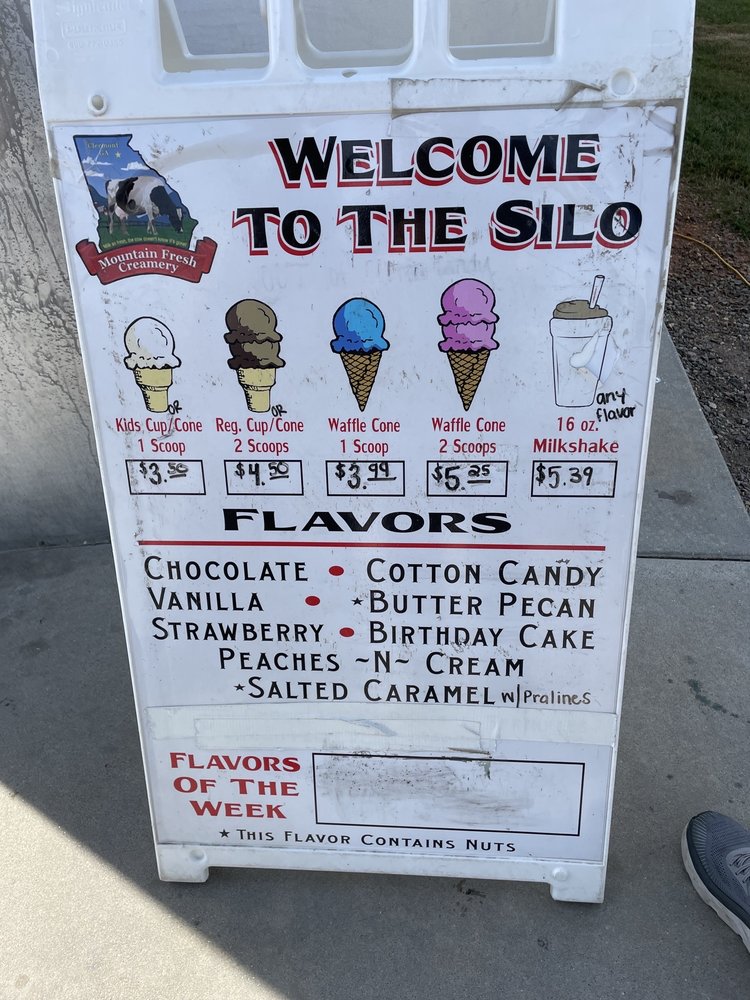 Clermont
GA
Mountain Fresh
Creamery
WELCOME
TO THE SILO
any
flavor
OR
OR
Kids Cup/Cone
1 Scoop
$3.50
Reg. Cup/Cone
2 Scoops
$4.50
Waffle Cone
1 Scoop
$3.99
Waffle Cone
2 Scoops
$5.25
16 oz.
Milkshake
$5.39
FLAVORS
CHOCOLATE • COTTON CANDY
VANILLA • ★BUTTER PECAN
STRAWBERRY • BIRTHDAY CAKE
PEACHES ~N~ CREAM
★SALTED CARAMEL w/Pralines
FLAVORS
OF THE
WEEK
★ THIS FLAVOR CONTAINS NUTS